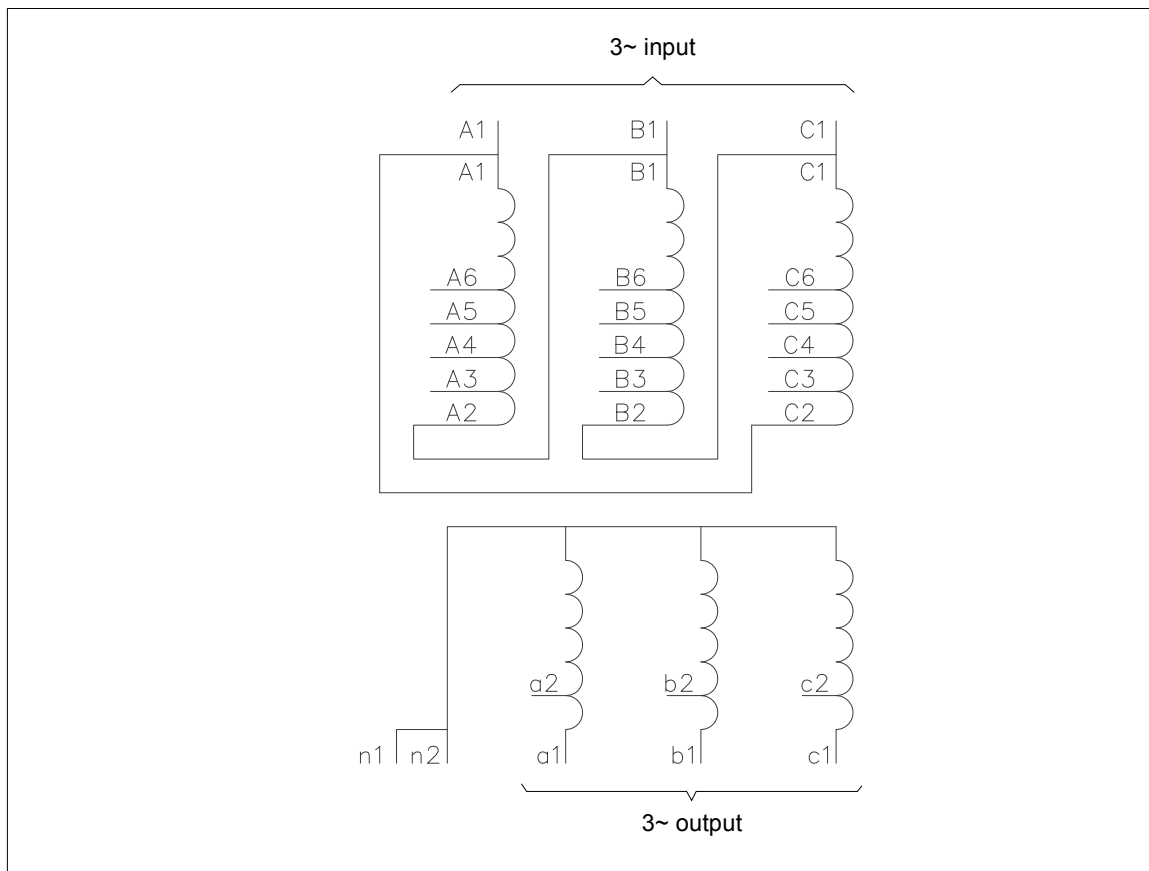 3~ input
A1 B1 C1
A1 B1 C1
A6 B6 C6
A5 B5 C5
A4 B4 C4
A3 B3 C3
A2 B2 C2
a2 b2 c2
n1 n2 a1 b1 c1
3~ output